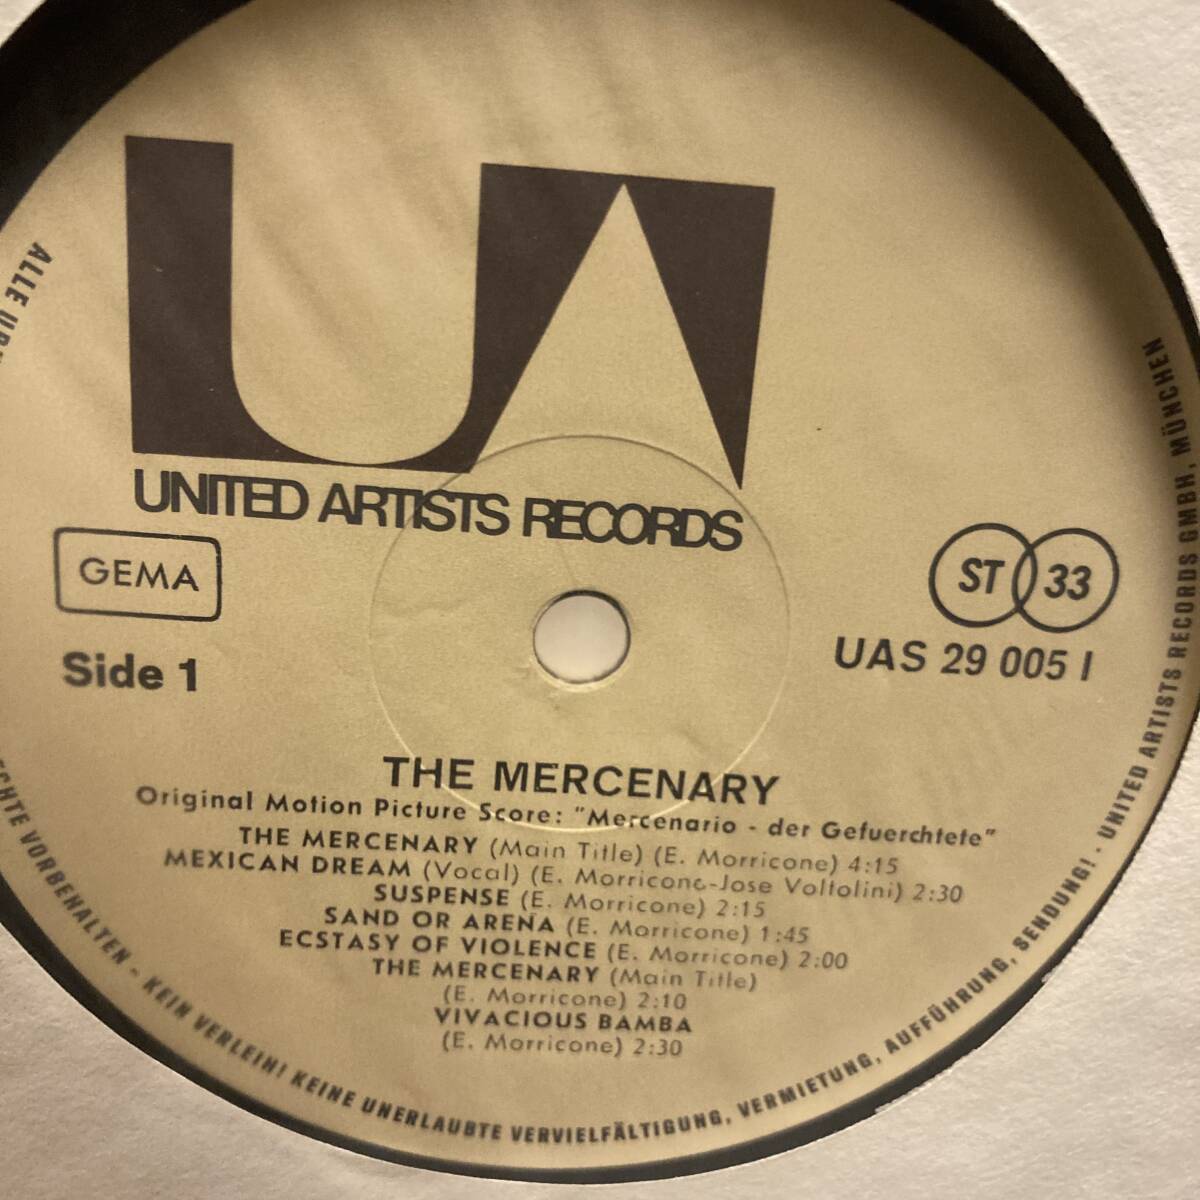 UA
UNITED ARTISTS RECORDS
GEMA
ST 33
Side 1
UAS 29 005 I
THE MERCENARY
Original Motion Picture Score: "Mercenario - der Gefuerchtete"
THE MERCENARY (Main Title) (E. Morricone) 4:15
MEXICAN DREAM (Vocal) (E. Morricone-Jose Voltolini) 2:30
SUSPENSE (E. Morricone) 2:15
SAND OR ARENA (E. Morricone) 1:45
ECSTASY OF VIOLENCE (E. Morricone) 2:00
THE MERCENARY (Main Title)
(E. Morricone) 2:10
VIVACIOUS BAMBA
(E. Morricone) 2:30
ALLE
VORBEHALTEN - KEIN VERLEIH! KEINE UNERLAUBTE VERVIELFÄLTIGUNG, VERMIETUNG, AUFFÜHRUNG, SENDUNG! · UNITED ARTISTS RECORDS GMBH, MÜNCHEN